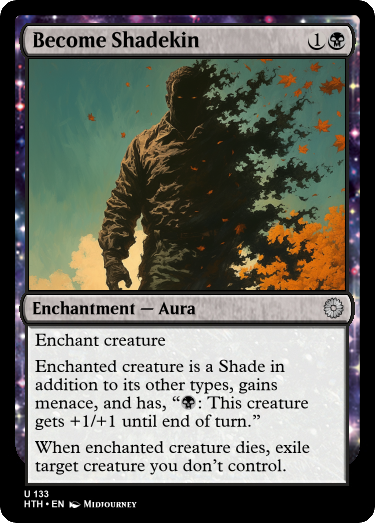 Become Shadekin 1
Enchantment — Aura
Enchant creature
Enchanted creature is a Shade in
addition to its other types, gains
menace, and has, “: This creature
gets +1/+1 until end of turn.”
When enchanted creature dies, exile
target creature you don’t control.
U 133
HTH • EN Midjourney